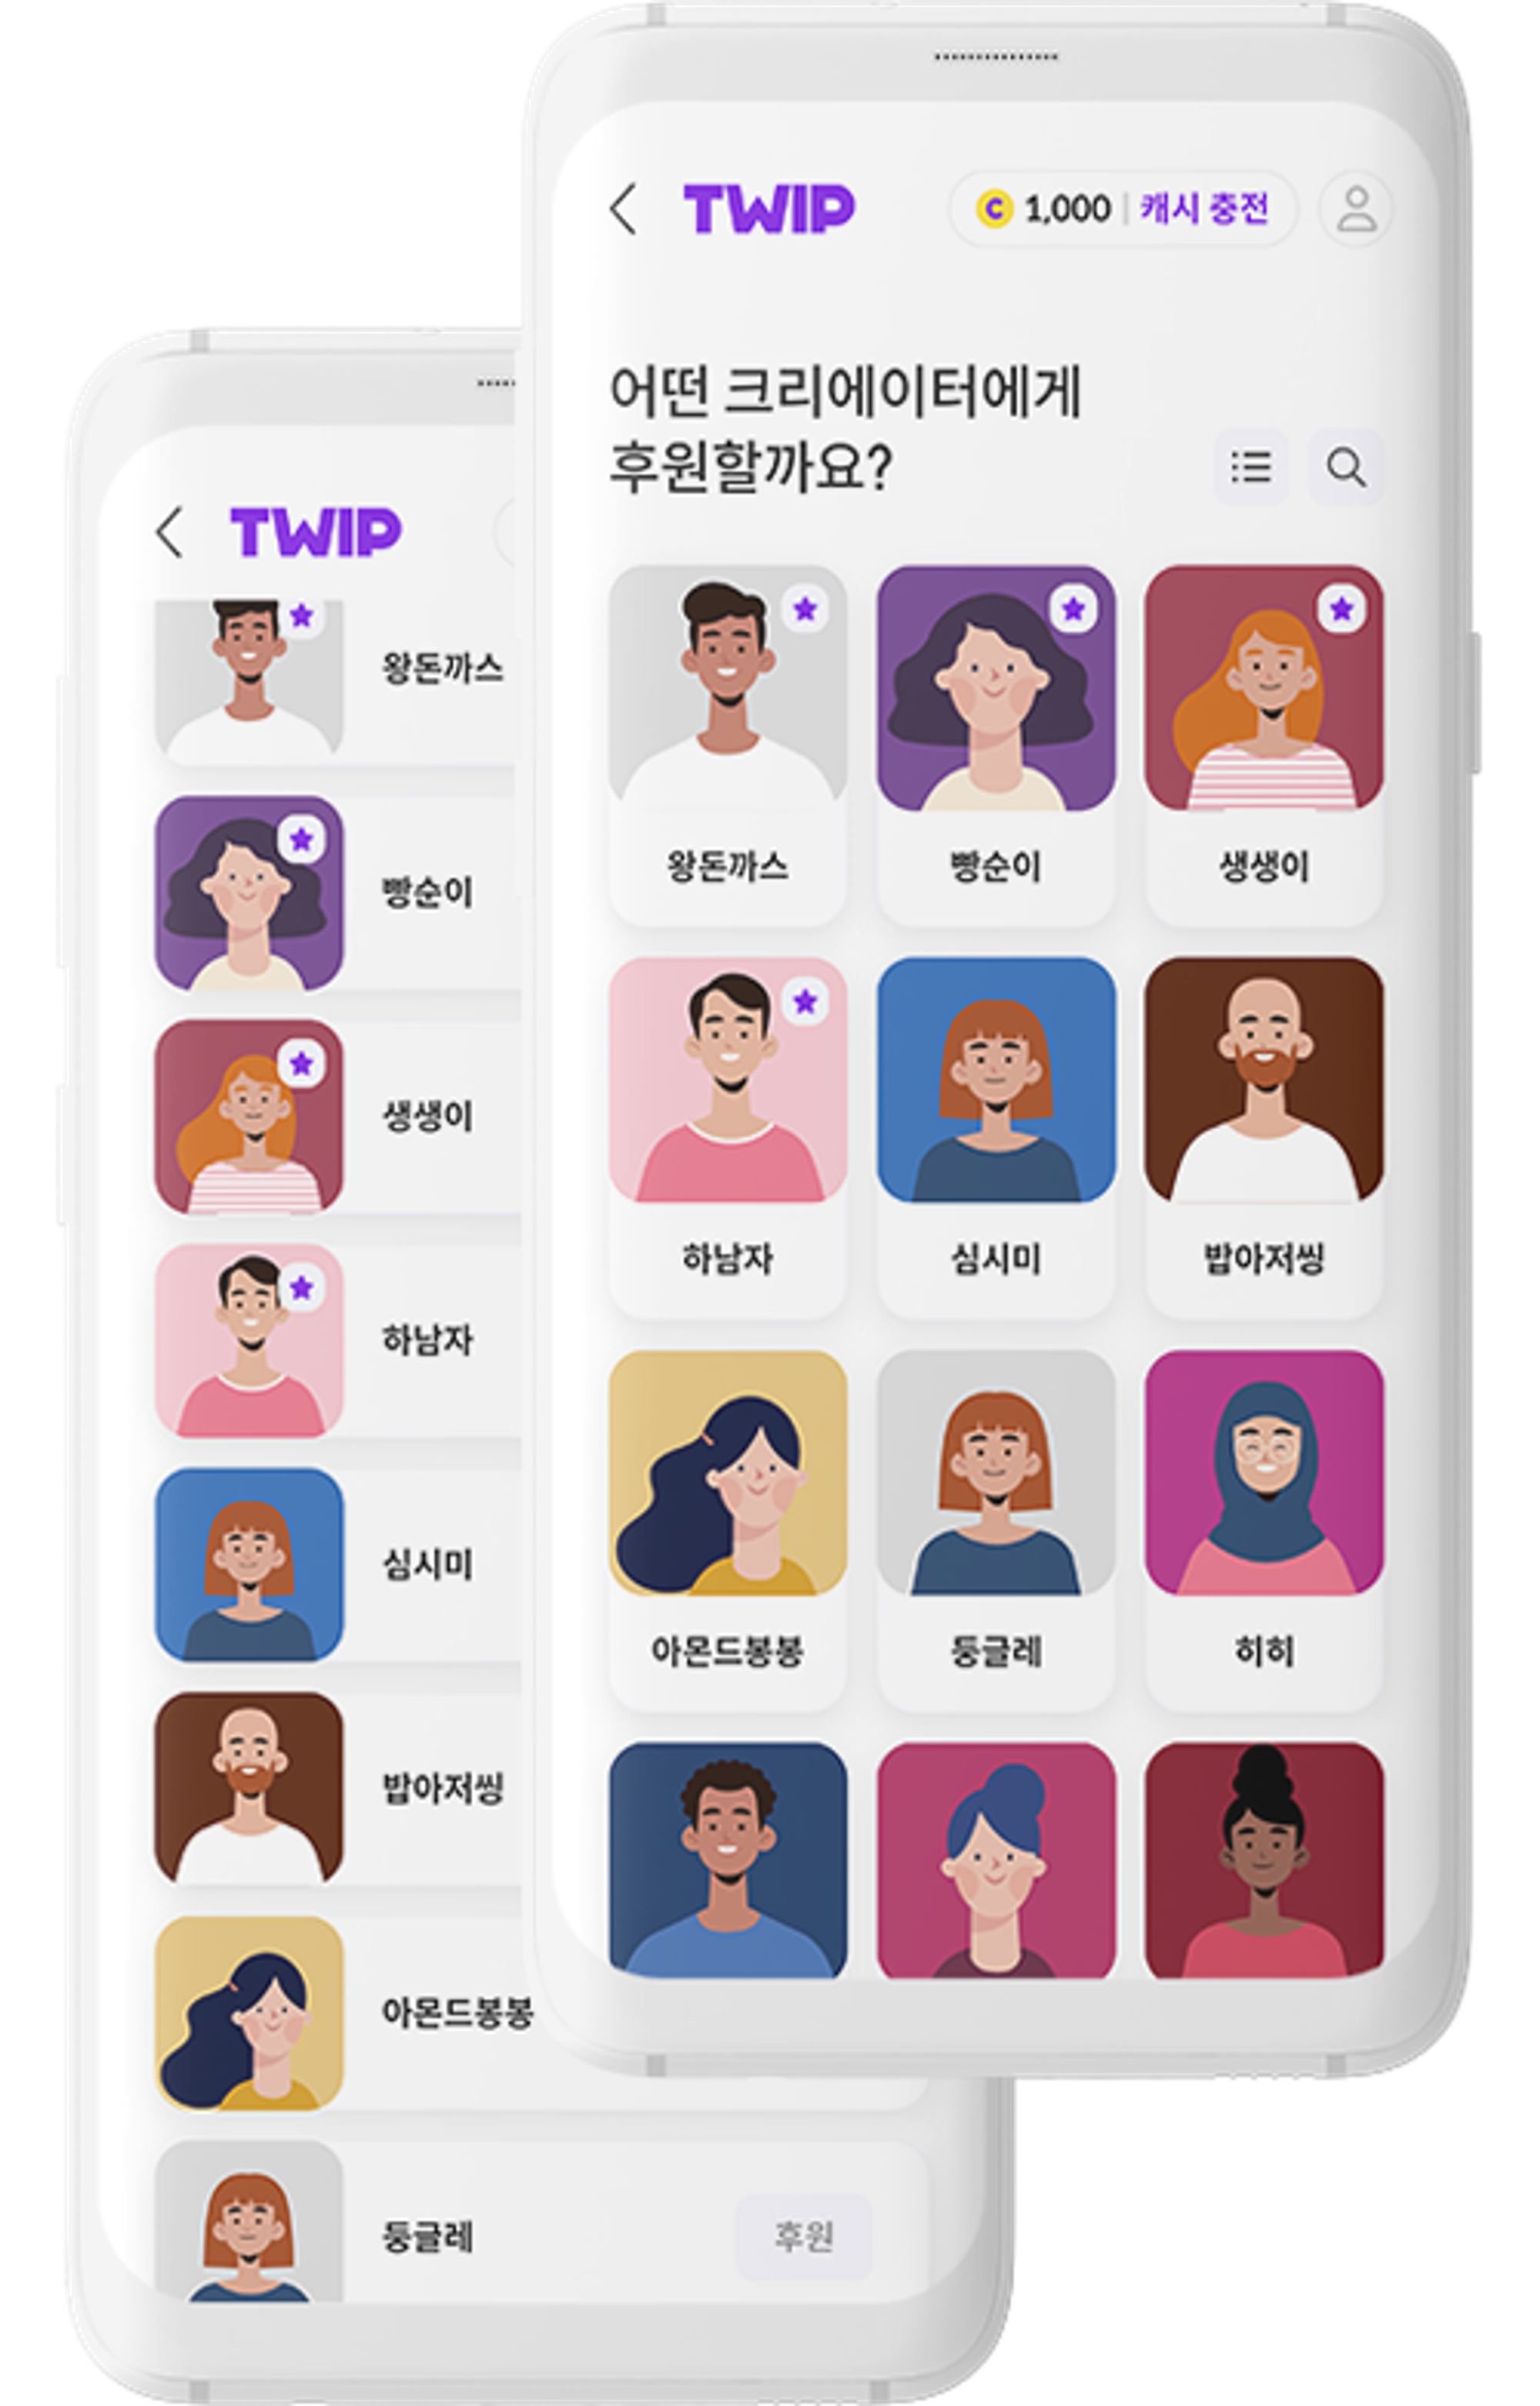 TWIP
C 1,000 | 캐시 충전
어떤 크리에이터에게
후원할까요?
왕돈까스
빵순이
생생이
하남자
심시미
밥아저씽
아몬드봉봉
둥글레
히히
TWIP
왕돈까스
빵순이
생생이
하남자
심시미
밥아저씽
아몬드봉봉
둥글레
후원